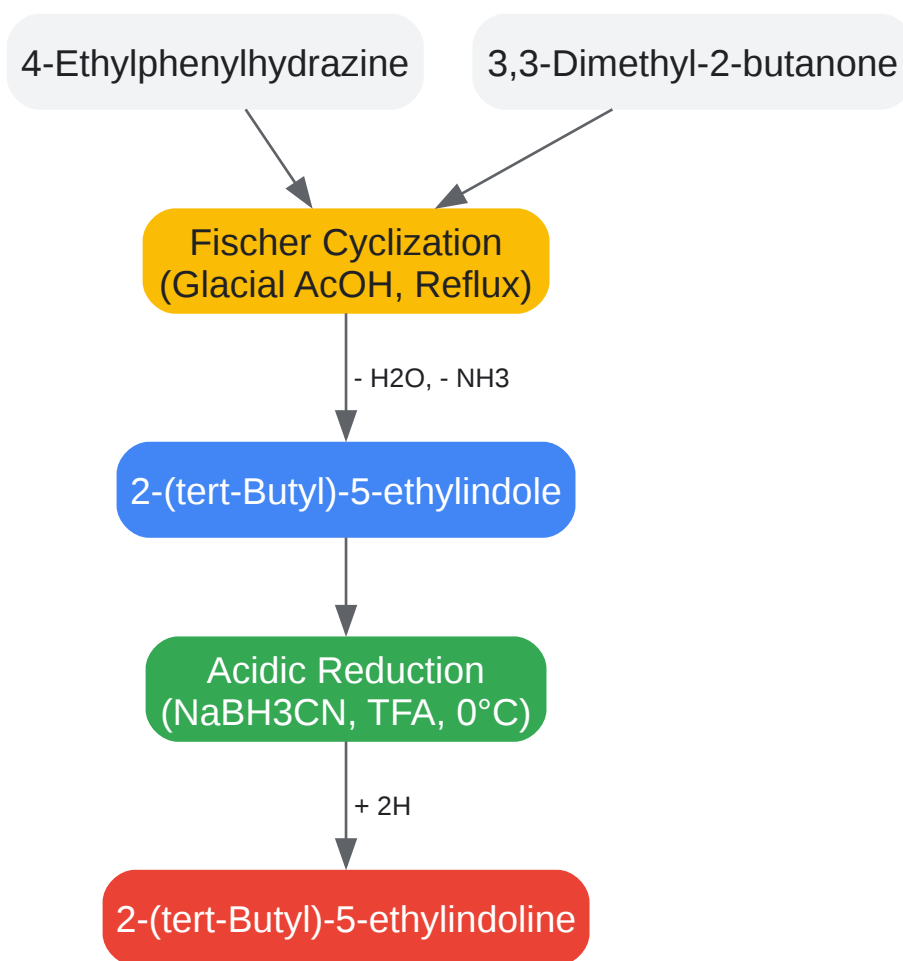 4-Ethylphenylhydrazine
3,3-Dimethyl-2-butanone
Fischer Cyclization
(Glacial AcOH, Reflux)
- H2O, - NH3
2-(tert-Butyl)-5-ethylindole
Acidic Reduction
(NaBH3CN, TFA, 0°C)
+ 2H
2-(tert-Butyl)-5-ethylindoline